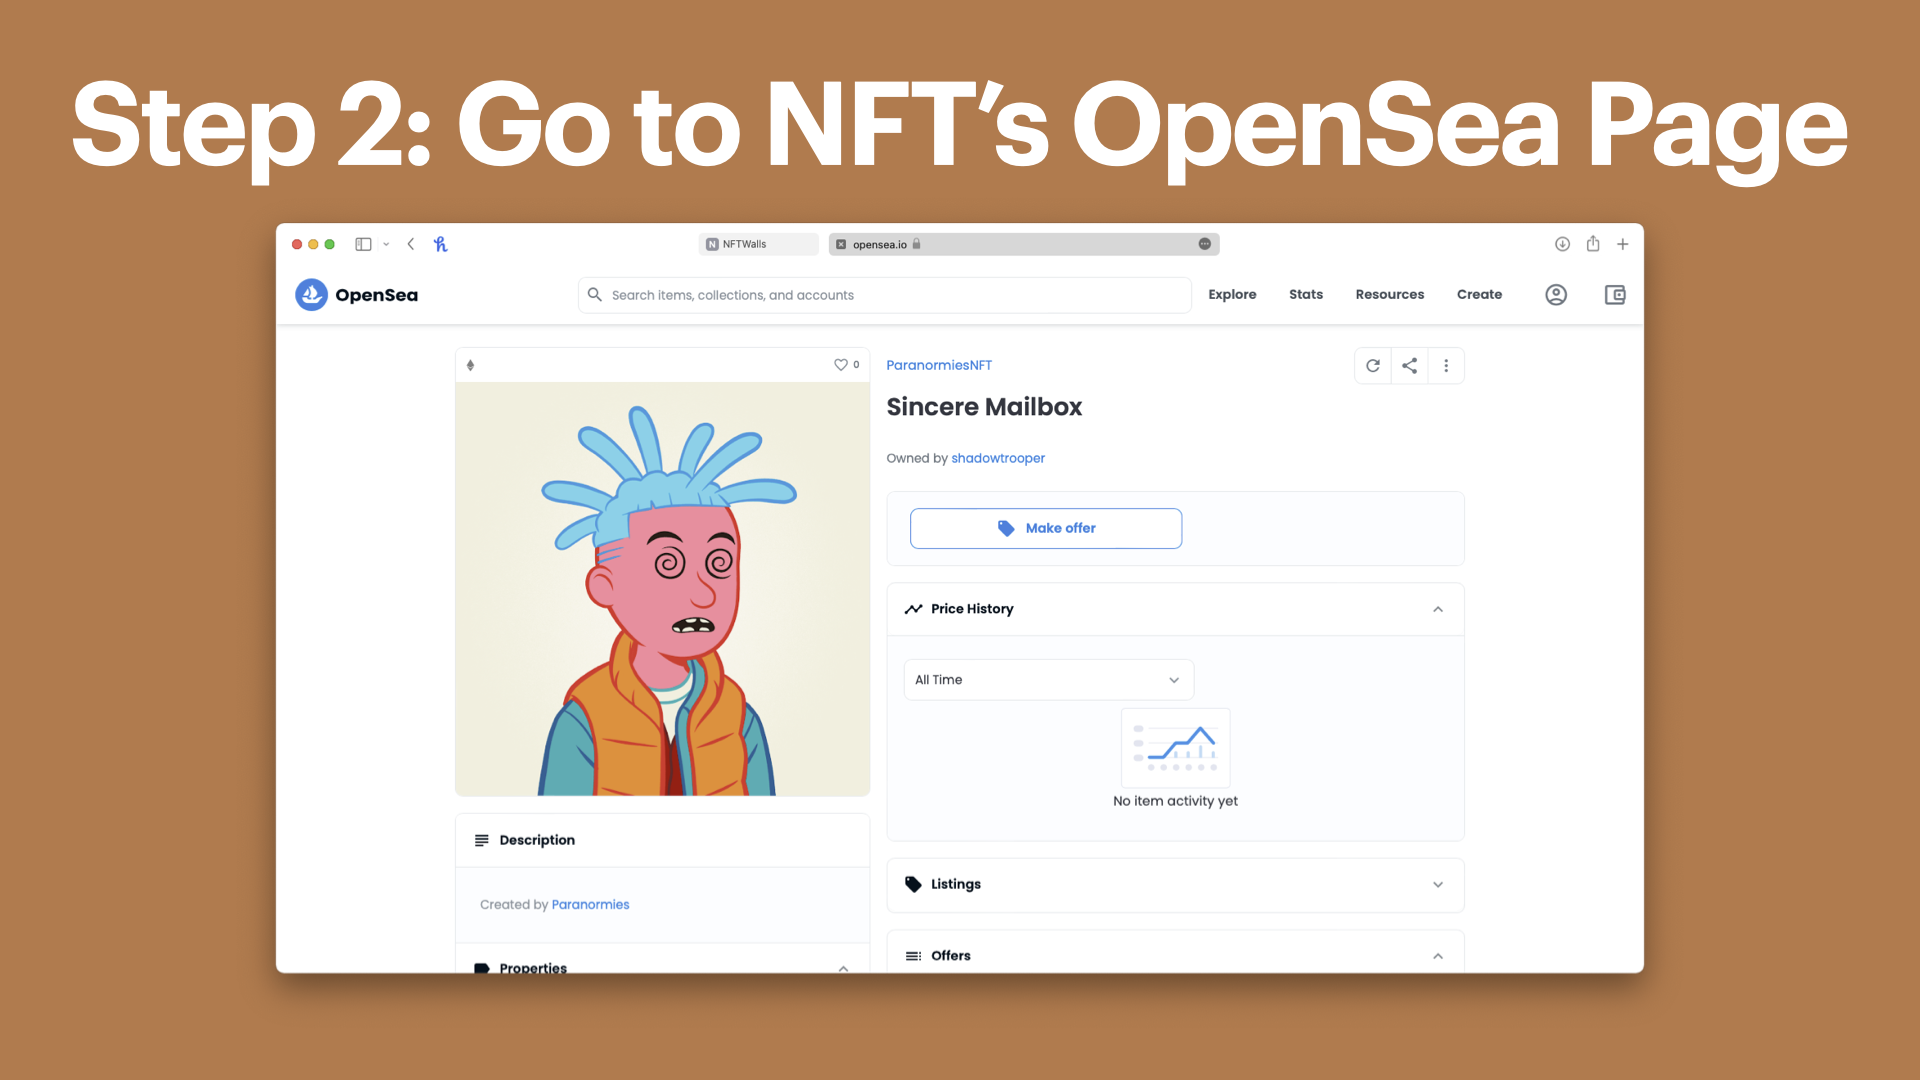 Step 2: Go to NFT’s OpenSea Page
NFTWalls
opensea.io
OpenSea
Search items, collections, and accounts
Explore
Stats
Resources
Create
0
ParanormiesNFT
Sincere Mailbox
Owned by shadowtrooper
Make offer
Price History
All Time
No item activity yet
Description
Created by Paranormies
Properties
Listings
Offers